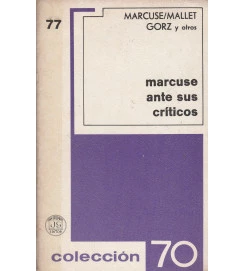 77
MARCUSE/MALLET
GORZ y otros
marcuse
ante sus
críticos
colección 70